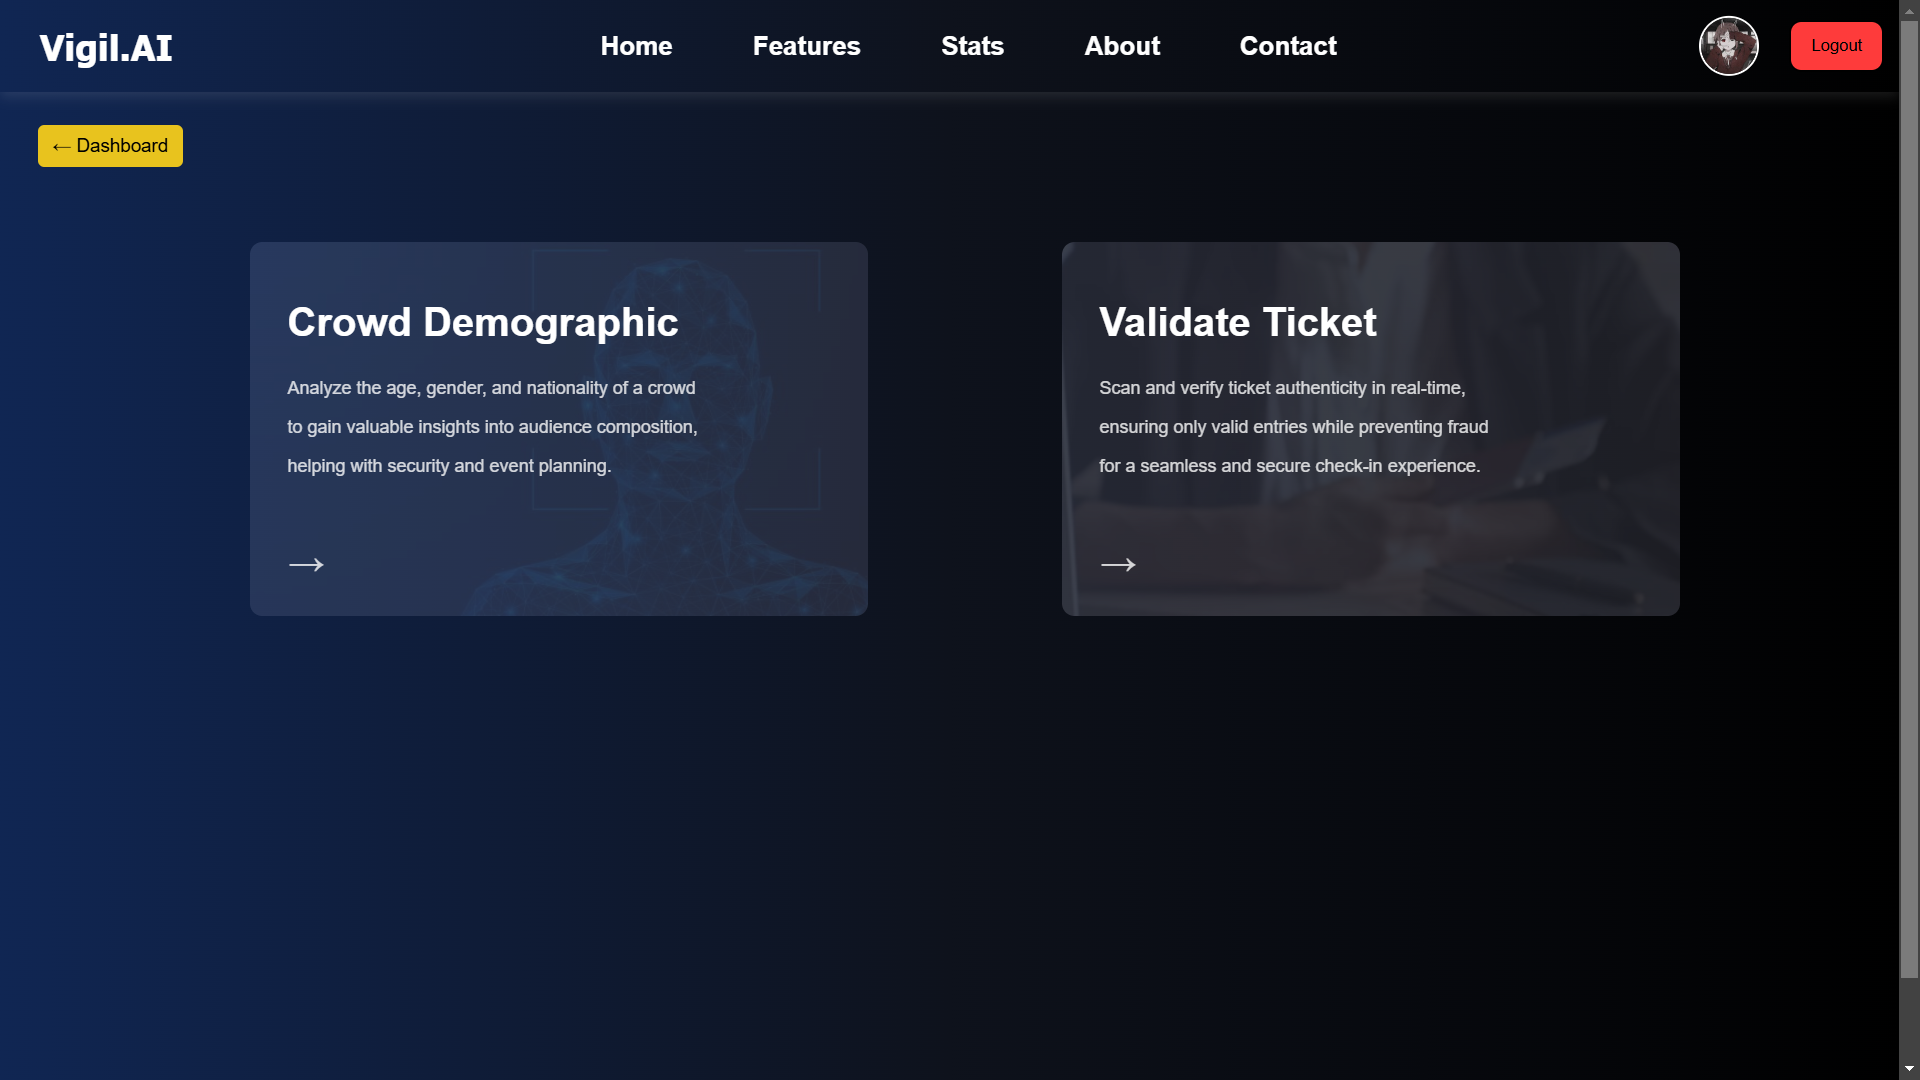 Vigil.AI
Home
Features
Stats
About
Contact
Logout
← Dashboard
Crowd Demographic
Analyze the age, gender, and nationality of a crowd
to gain valuable insights into audience composition,
helping with security and event planning.
→
Validate Ticket
Scan and verify ticket authenticity in real-time,
ensuring only valid entries while preventing fraud
for a seamless and secure check-in experience.
→